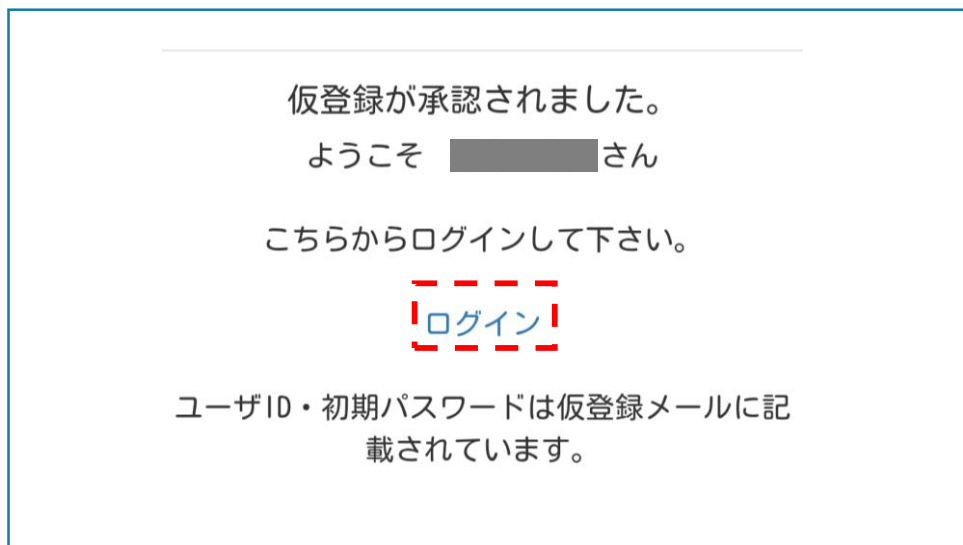 仮登録が承認されました。
ようこそ さん
こちらからログインして下さい。
ログイン
ユーザID・初期パスワードは仮登録メールに記
載されています。